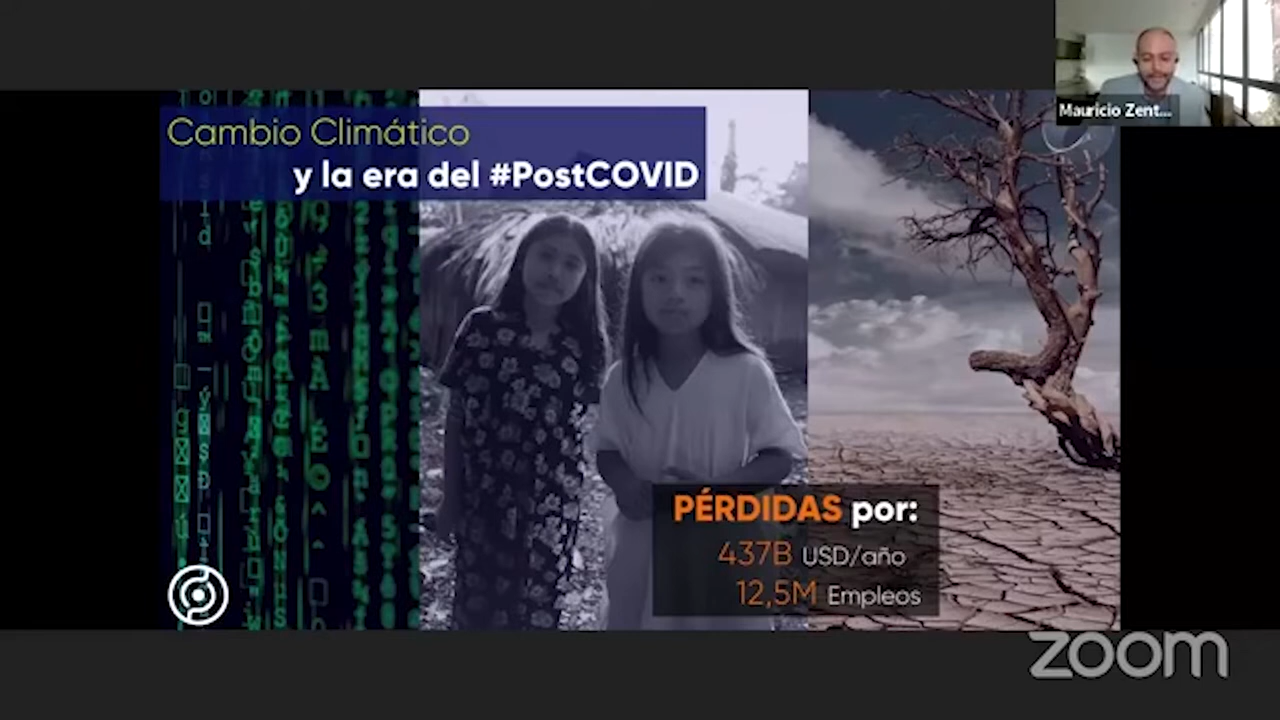 Cambio Climático
y la era del #PostCOVID
Mauricio Zent...
PÉRDIDAS por:
437B USD/año
12,5M Empleos
zoom